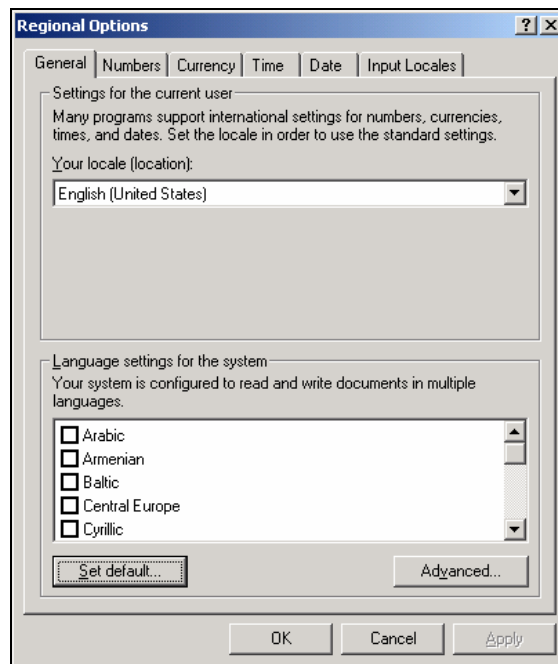 Regional Options
General Numbers Currency Time Date Input Locales
Settings for the current user
Many programs support international settings for numbers, currencies,
times, and dates. Set the locale in order to use the standard settings.
Your locale (location):
English (United States)
Language settings for the system
Your system is configured to read and write documents in multiple
languages.
Arabic
Armenian
Baltic
Central Europe
Cyrillic
Set default... Advanced...
OK Cancel Apply